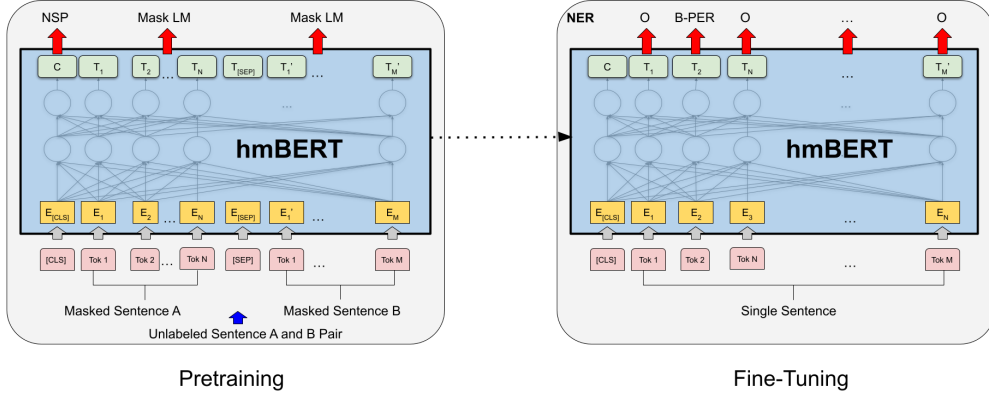 NSP Mask LM Mask LM
C T1 T2 ... TN T[SEP] T1' ... TM'
...
hmBERT
E[CLS] E1 E2 ... EN E[SEP] E1' ... EM
[CLS] Tok 1 Tok 2 ... Tok N [SEP] Tok 1 ... Tok M
Masked Sentence A Masked Sentence B
Unlabeled Sentence A and B Pair
Pretraining
NER O B-PER O ... O
C T1 T2 TN ... TM'
...
hmBERT
E[CLS] E1 E2 E3 ... EN
[CLS] Tok 1 Tok 2 Tok N ... Tok M
Single Sentence
Fine-Tuning